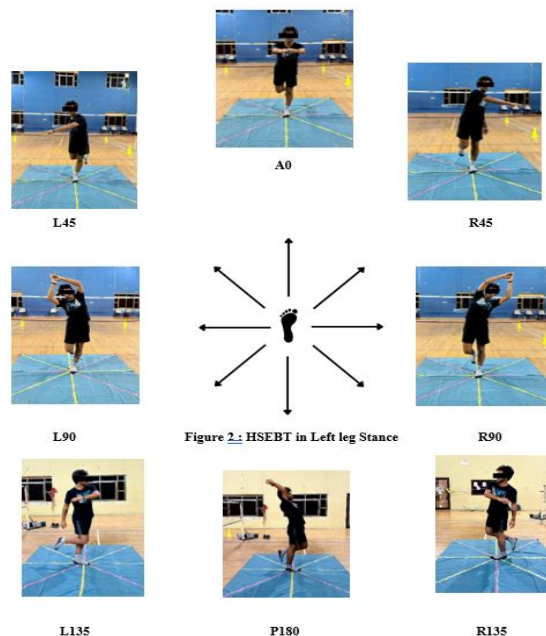 A0
L45
R45
L90
Figure 2 : HSEBT in Left leg Stance
R90
L135
P180
R135